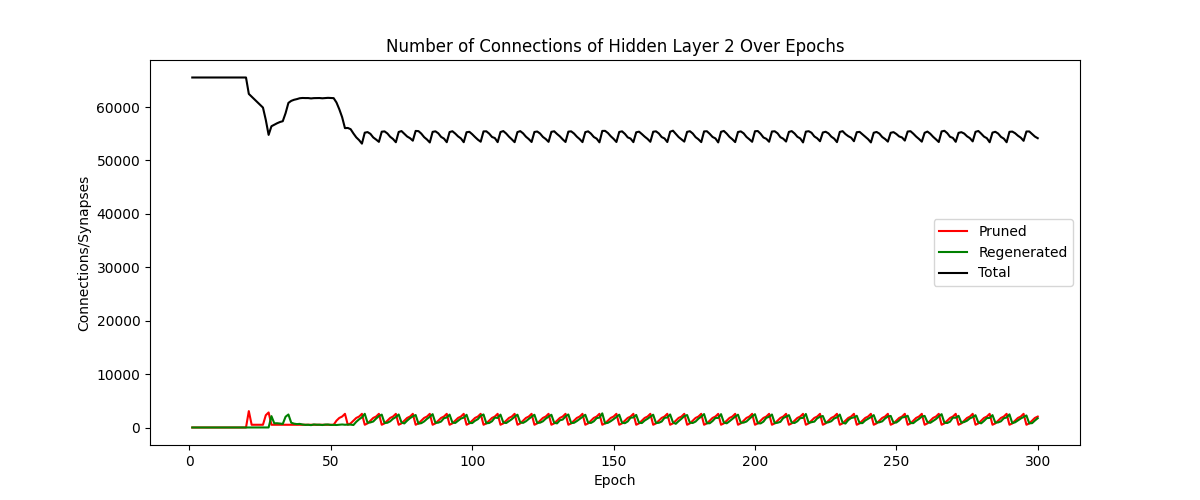 Number of Connections of Hidden Layer 2 Over Epochs
Connections/Synapses
60000
50000
40000
30000
20000
10000
0
Pruned
Regenerated
Total
0 50 100 150 200 250 300
Epoch